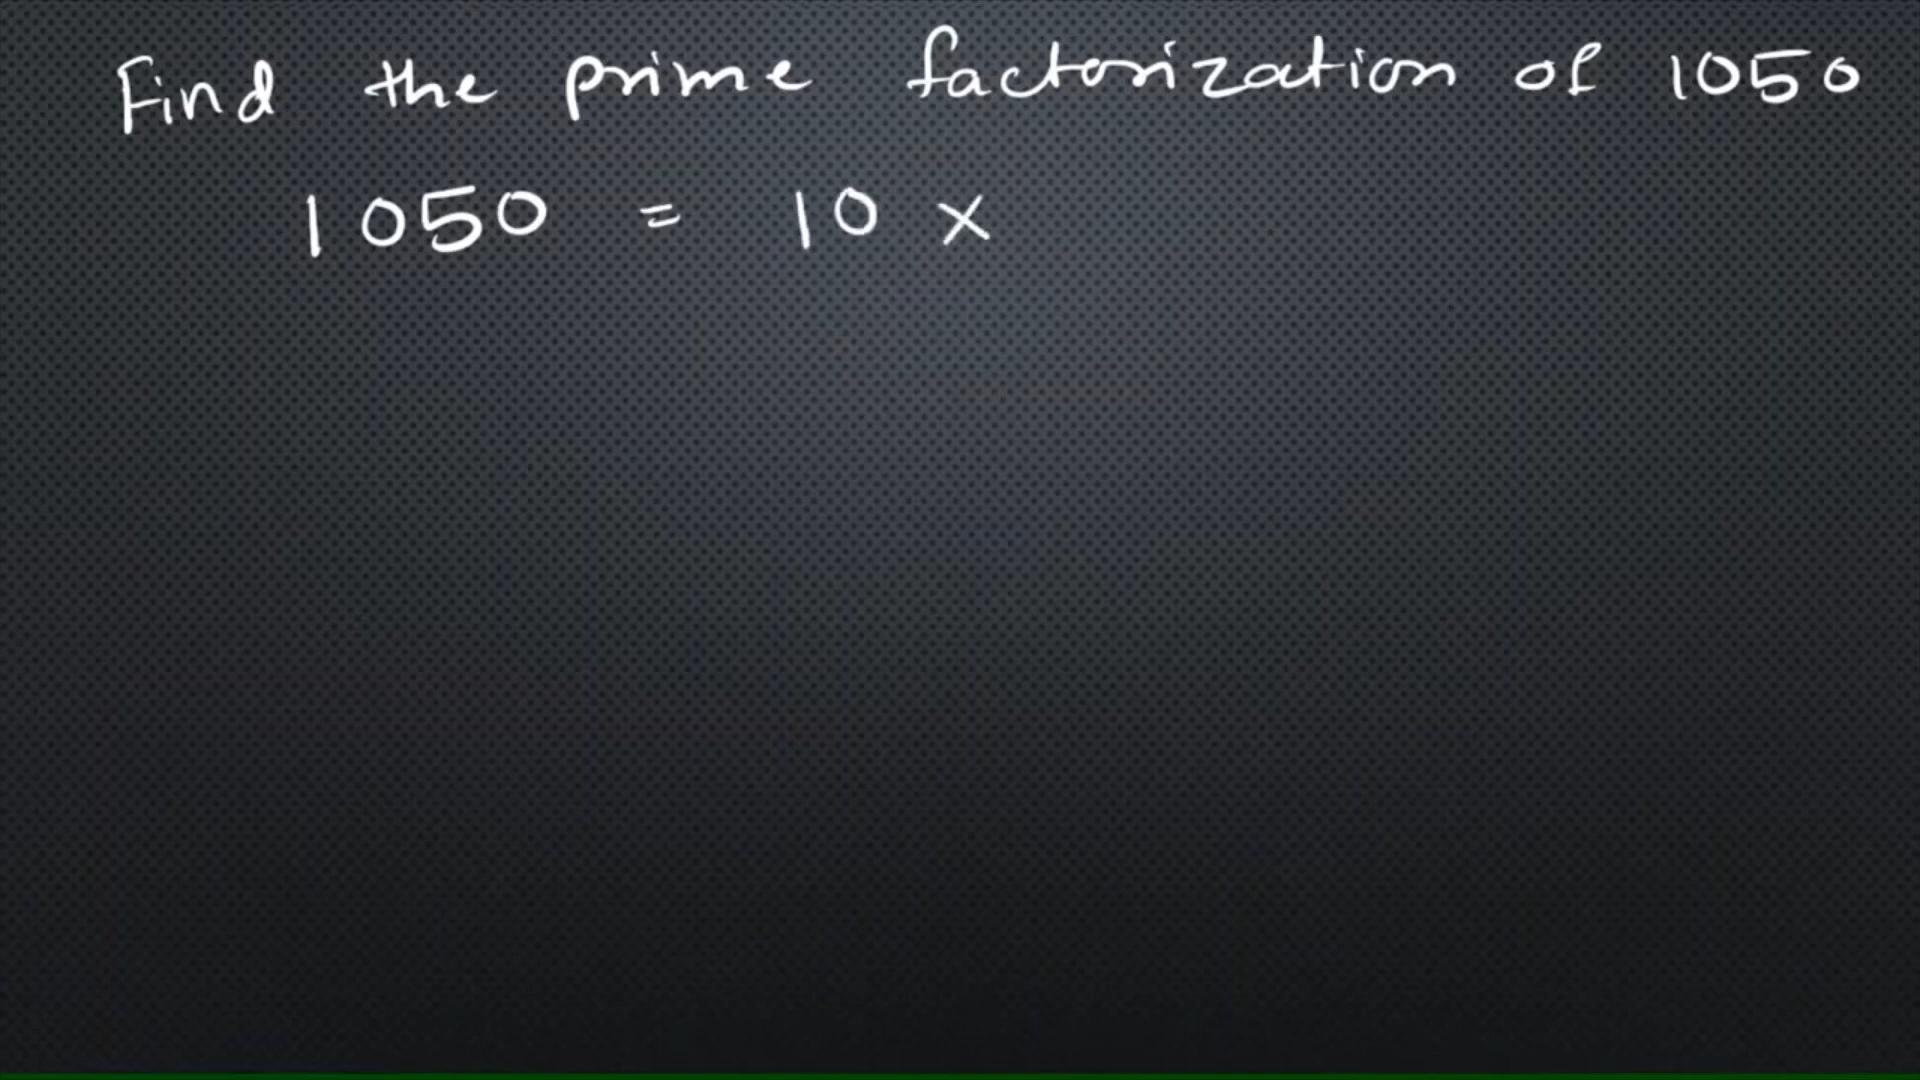 Find the prime factorization of 1050
1050 = 10 x